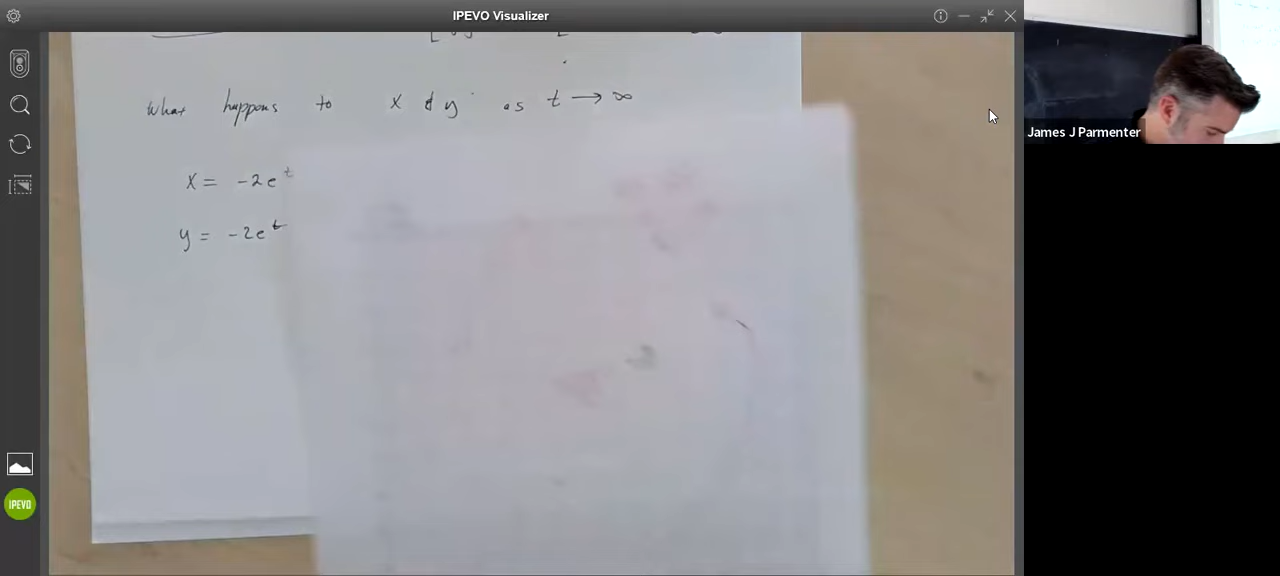 IPEVO Visualizer
What happens to x & y as t → ∞
x = -2e^t
y = -2e^t
James J Parmenter
IPEVO